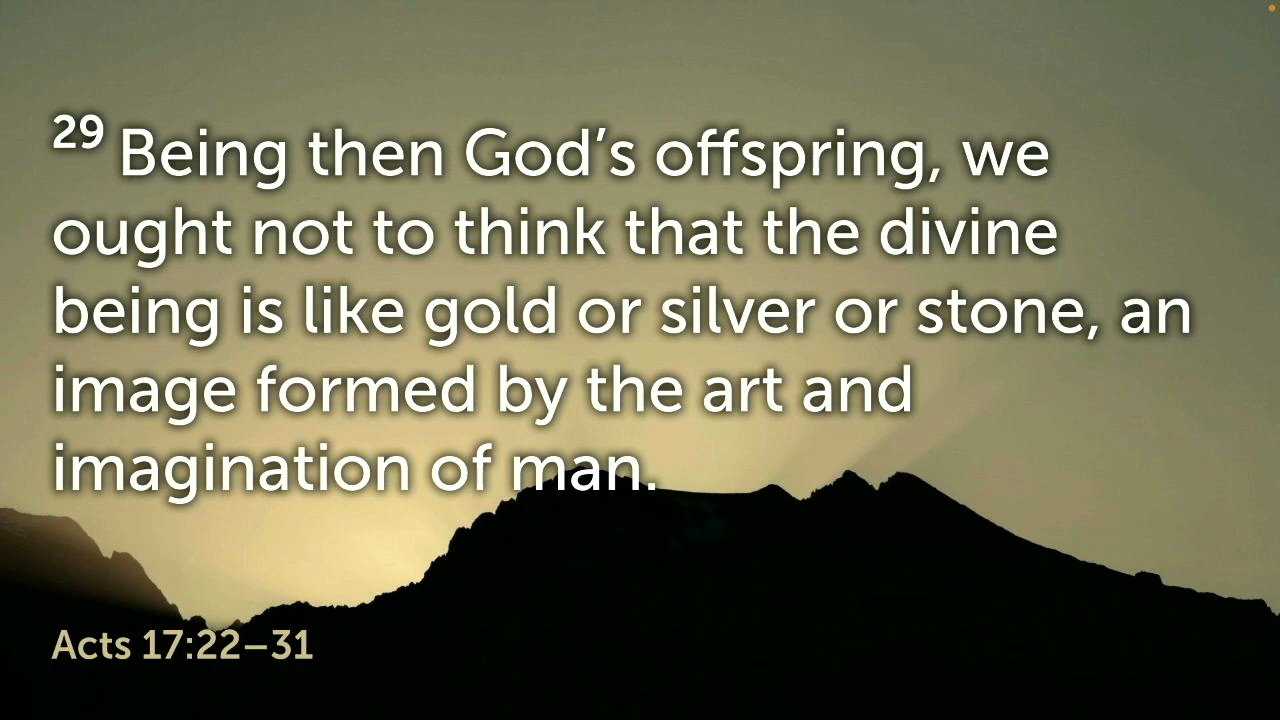 29 Being then God’s offspring, we
ought not to think that the divine
being is like gold or silver or stone, an
image formed by the art and
imagination of man.
Acts 17:22–31